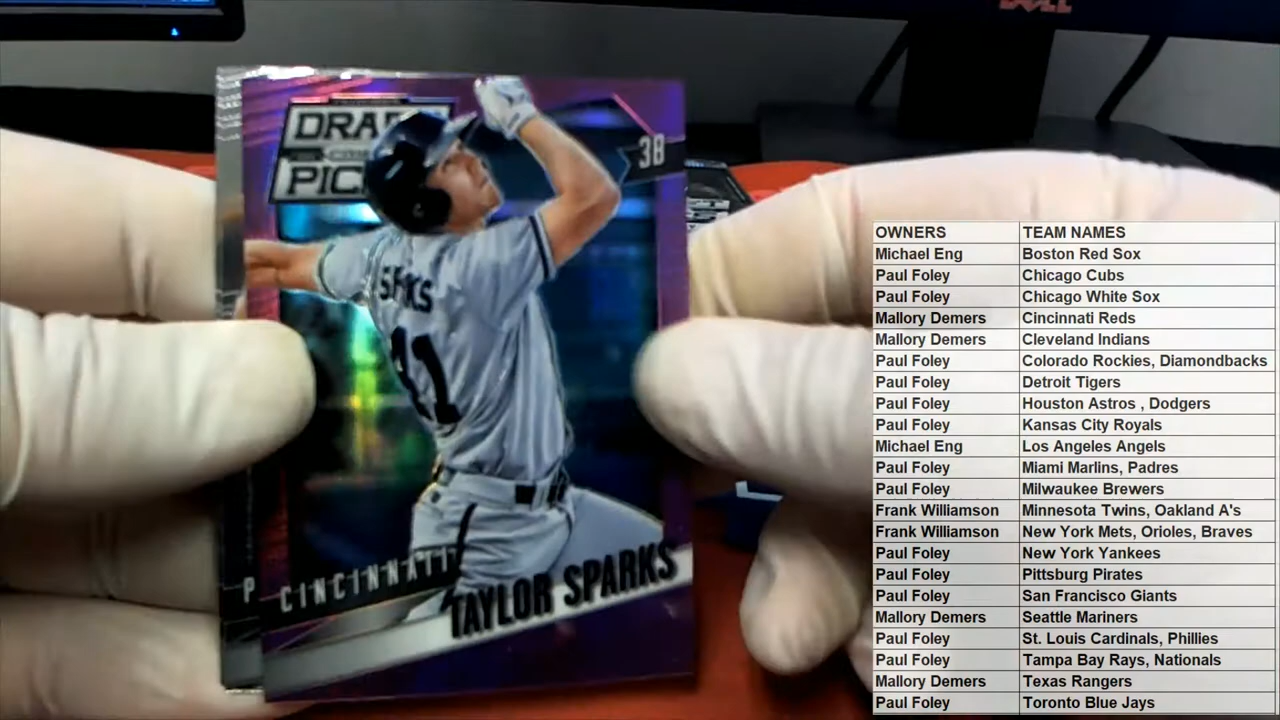 DELL
DRAFT
PICKS
3B
SPARKS
41
P CINCINNATI
TAYLOR SPARKS
OWNERS TEAM NAMES
Michael Eng Boston Red Sox
Paul Foley Chicago Cubs
Paul Foley Chicago White Sox
Mallory Demers Cincinnati Reds
Mallory Demers Cleveland Indians
Paul Foley Colorado Rockies, Diamondbacks
Paul Foley Detroit Tigers
Paul Foley Houston Astros , Dodgers
Paul Foley Kansas City Royals
Michael Eng Los Angeles Angels
Paul Foley Miami Marlins, Padres
Paul Foley Milwaukee Brewers
Frank Williamson Minnesota Twins, Oakland A's
Frank Williamson New York Mets, Orioles, Braves
Paul Foley New York Yankees
Paul Foley Pittsburg Pirates
Paul Foley San Francisco Giants
Mallory Demers Seattle Mariners
Paul Foley St. Louis Cardinals, Phillies
Paul Foley Tampa Bay Rays, Nationals
Mallory Demers Texas Rangers
Paul Foley Toronto Blue Jays